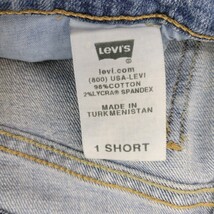 LEVI'S
levi.com
(800) USA-LEVI
98% COTTON
2% LYCRA® SPANDEX
MADE IN
TURKMENISTAN
1 SHORT